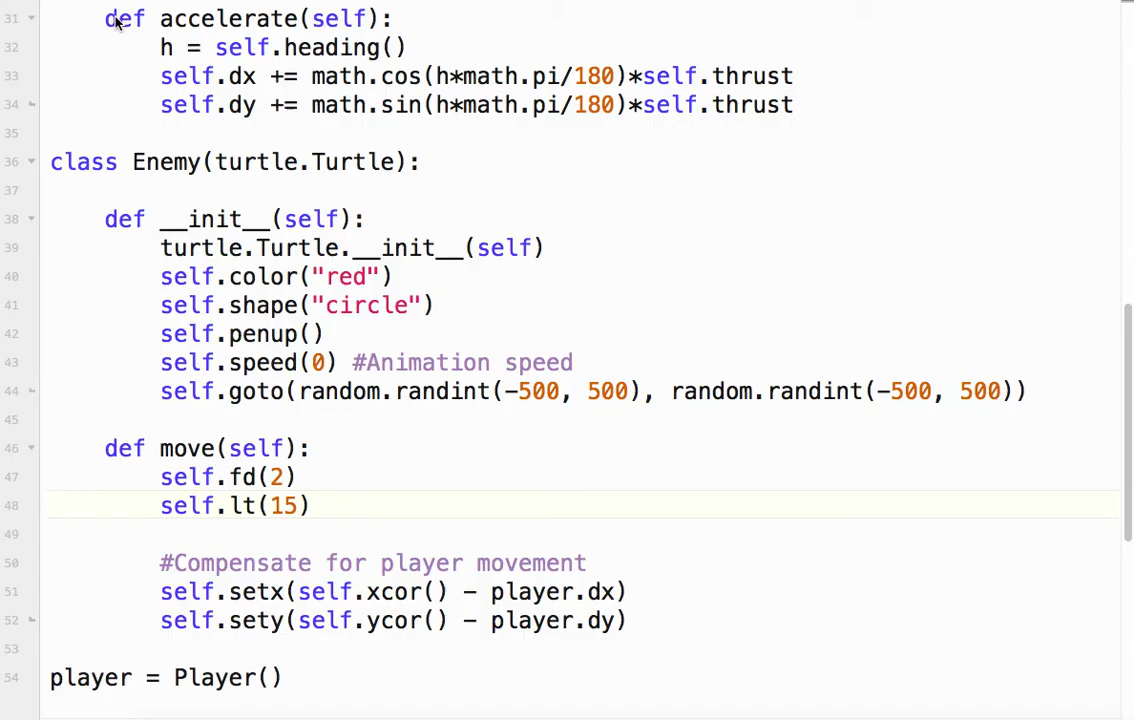 31 def accelerate(self):
32 h = self.heading()
33 self.dx += math.cos(h*math.pi/180)*self.thrust
34 self.dy += math.sin(h*math.pi/180)*self.thrust
35
36 class Enemy(turtle.Turtle):
37
38 def __init__(self):
39 turtle.Turtle.__init__(self)
40 self.color("red")
41 self.shape("circle")
42 self.penup()
43 self.speed(0) #Animation speed
44 self.goto(random.randint(-500, 500), random.randint(-500, 500))
45
46 def move(self):
47 self.fd(2)
48 self.lt(15)
49
50 #Compensate for player movement
51 self.setx(self.xcor() - player.dx)
52 self.sety(self.ycor() - player.dy)
53
54 player = Player()